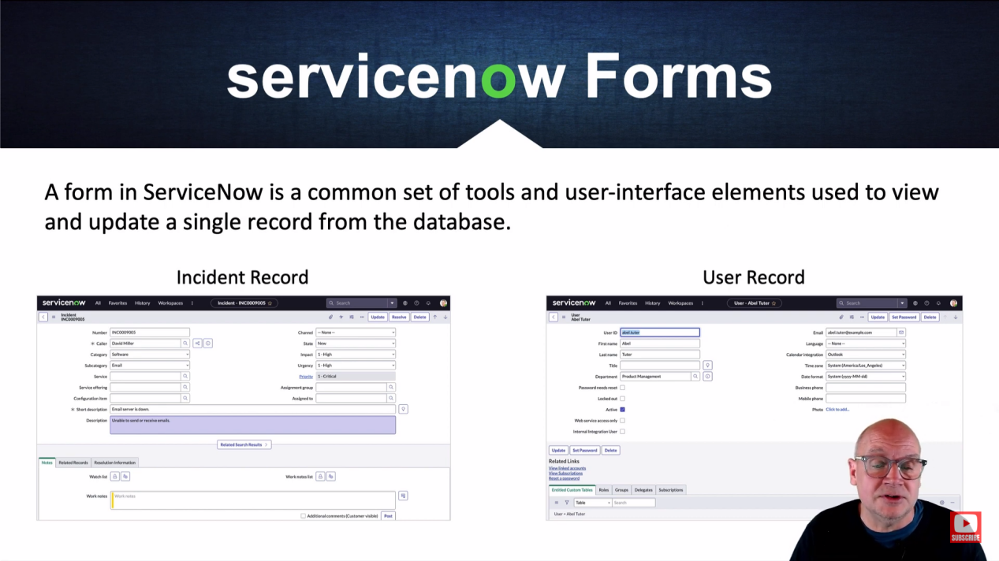 servicenow Forms
A form in ServiceNow is a common set of tools and user-interface elements used to view
and update a single record from the database.
Incident Record
servicenow All Favorites History Workspaces Incident - INC0009005 Search
Incident
INC0009005
Update Resolve Delete
Number INC0009005
Channel -- None --
Caller David Miller
State New
Category Software
Impact 1 - High
Subcategory Email
Urgency 1 - High
Service
Priority 1 - Critical
Service offering
Assignment group
Configuration item
Assigned to
Short description Email server is down.
Description Unable to send or receive emails.
Related Search Results
Notes Related Records Resolution Information
Watch list
Work notes list
Work notes Work notes
Additional comments (Customer visible) Post
User Record
servicenow All Favorites History Workspaces User - Abel Tuter Search
User
Abel Tuter
Update Set Password Delete
User ID abel.tuter
Email abel.tuter@example.com
First name Abel
Language -- None --
Last name Tuter
Calendar integration Outlook
Title
Time zone System (America/Los_Angeles)
Department Product Management
Date format System (yyyy-MM-dd)
Password needs reset
Business phone
Locked out
Mobile phone
Active
Photo Click to add...
Web service access only
Internal Integration User
Update Set Password Delete
Related Links
View linked accounts
View Subscriptions
Reset a password
Entitled Custom Tables Roles Groups Delegates Subscriptions
Table Search
User = Abel Tuter
SUBSCRIBE